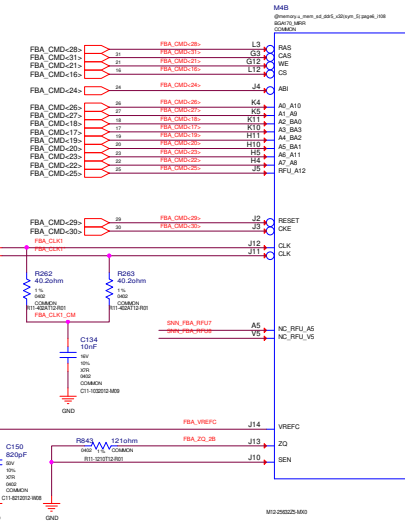 M4B
@memory.u_mem_sd_ddr5_x32(sym_5) page6_i108
BGA170_MIRR
COMMON
FBA_CMD<28> FBA_CMD<28> L3 RAS
FBA_CMD<31> 31 FBA_CMD<31> G3 CAS
FBA_CMD<21> 21 FBA_CMD<21> G12 WE
FBA_CMD<16> 16 FBA_CMD<16> L12 CS
FBA_CMD<24> 24 FBA_CMD<24> J4 ABI
FBA_CMD<26> 26 FBA_CMD<26> K4 A0_A10
FBA_CMD<27> 27 FBA_CMD<27> K5 A1_A9
FBA_CMD<18> 18 FBA_CMD<18> K11 A2_BA0
FBA_CMD<17> 17 FBA_CMD<17> K10 A3_BA3
FBA_CMD<19> 19 FBA_CMD<19> H11 A4_BA2
FBA_CMD<20> 20 FBA_CMD<20> H10 A5_BA1
FBA_CMD<23> 23 FBA_CMD<23> H5 A6_A11
FBA_CMD<22> 22 FBA_CMD<22> H4 A7_A8
FBA_CMD<25> 25 FBA_CMD<25> J5 RFU_A12
FBA_CMD<29> 29 FBA_CMD<29> J2 RESET
FBA_CMD<30> 30 FBA_CMD<30> J3 CKE
FBA_CLK1 J12 CLK
FBA_CLK1* J11 CLK
R262 R263
40.2ohm 40.2ohm
1% 1%
0402 0402
COMMON COMMON
R11-402AT12-R01 R11-402AT12-R01
FBA_CLK1_CM
SNN_FBA_RFU7 A5 NC_RFU_A5
SNN_FBA_RFU8 V5 NC_RFU_V5
C134
10nF
16V
10%
X7R
0402
COMMON
C11-1032012-M09
GND
FBA_VREFC J14 VREFC
R843 121ohm FBA_ZQ_2B J13 ZQ
0402 1%
COMMON
R11-1210T12-R01 J10 SEN
C150
820pF
50V
10%
X7R
0402
COMMON
C11-8212012-W08
GND
M12-25632Z5-MX0